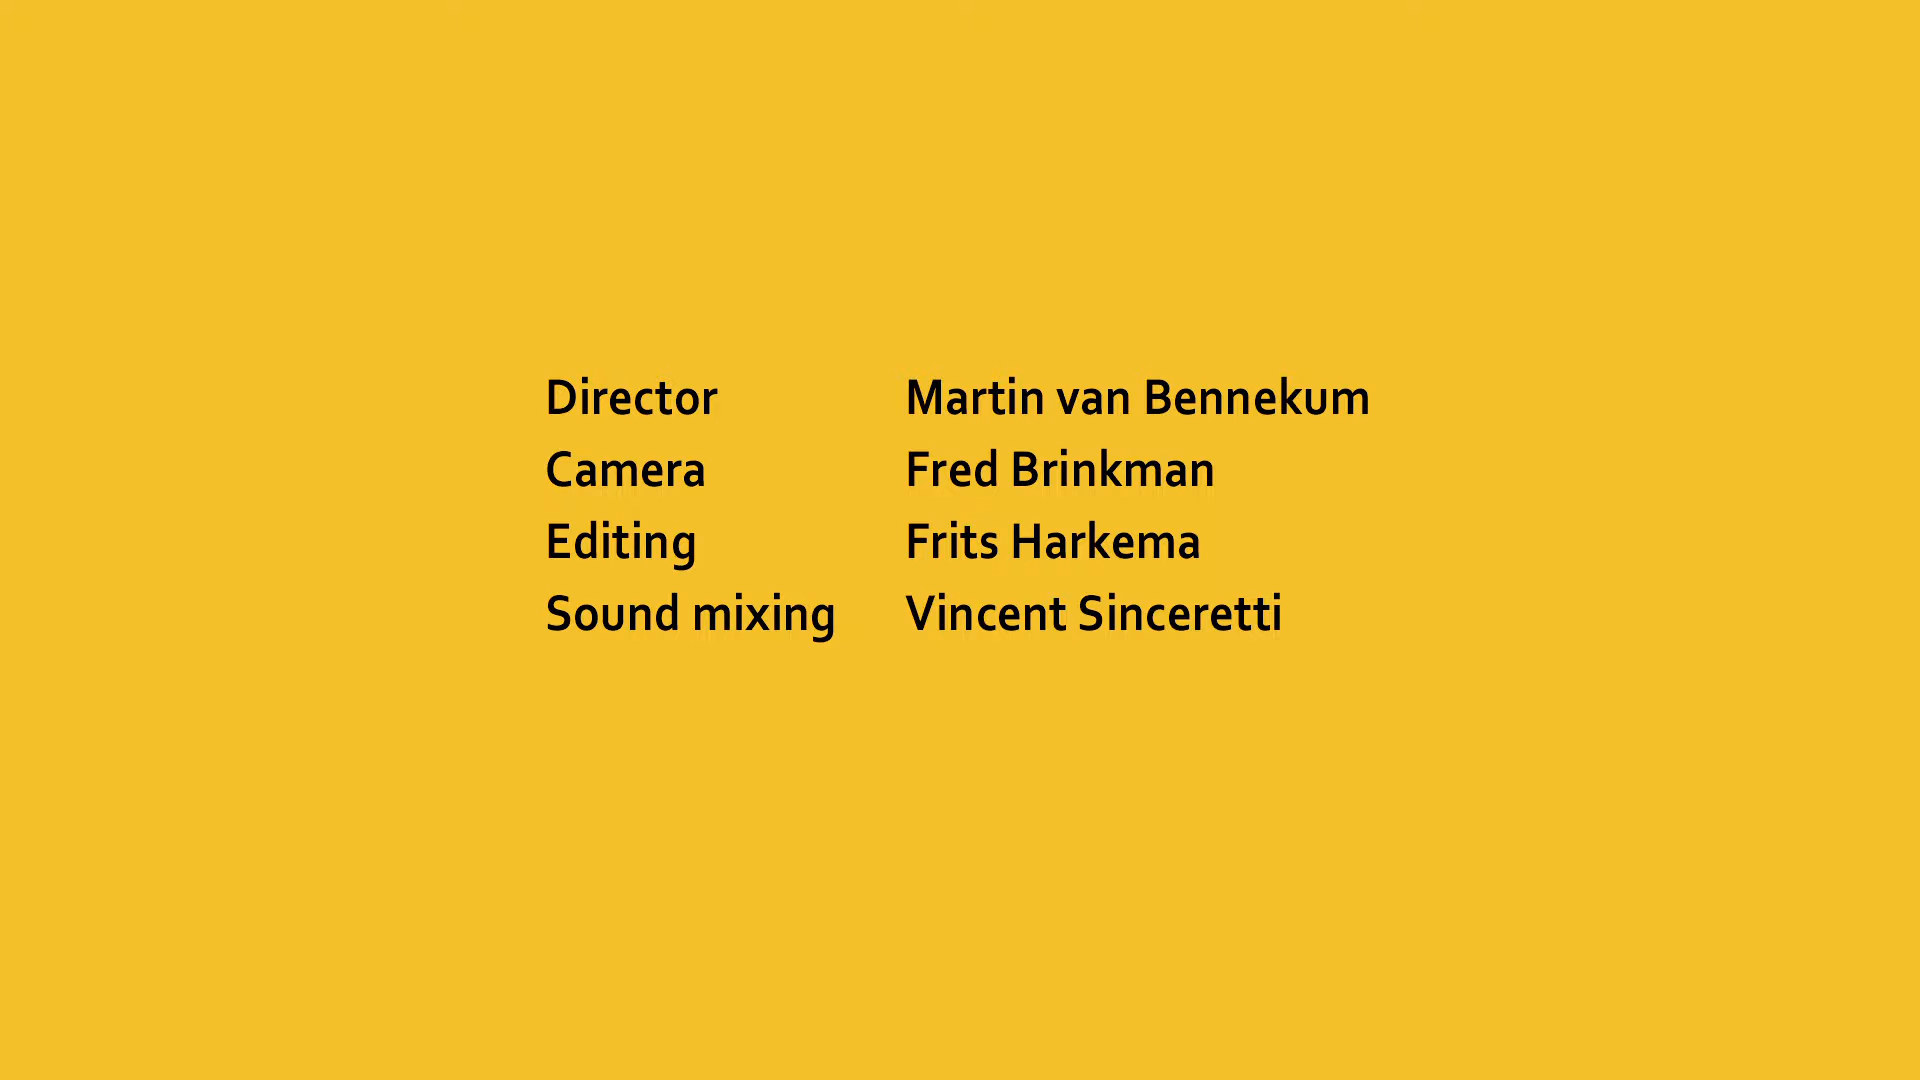 Director Martin van Bennekum
Camera Fred Brinkman
Editing Frits Harkema
Sound mixing Vincent Sinceretti